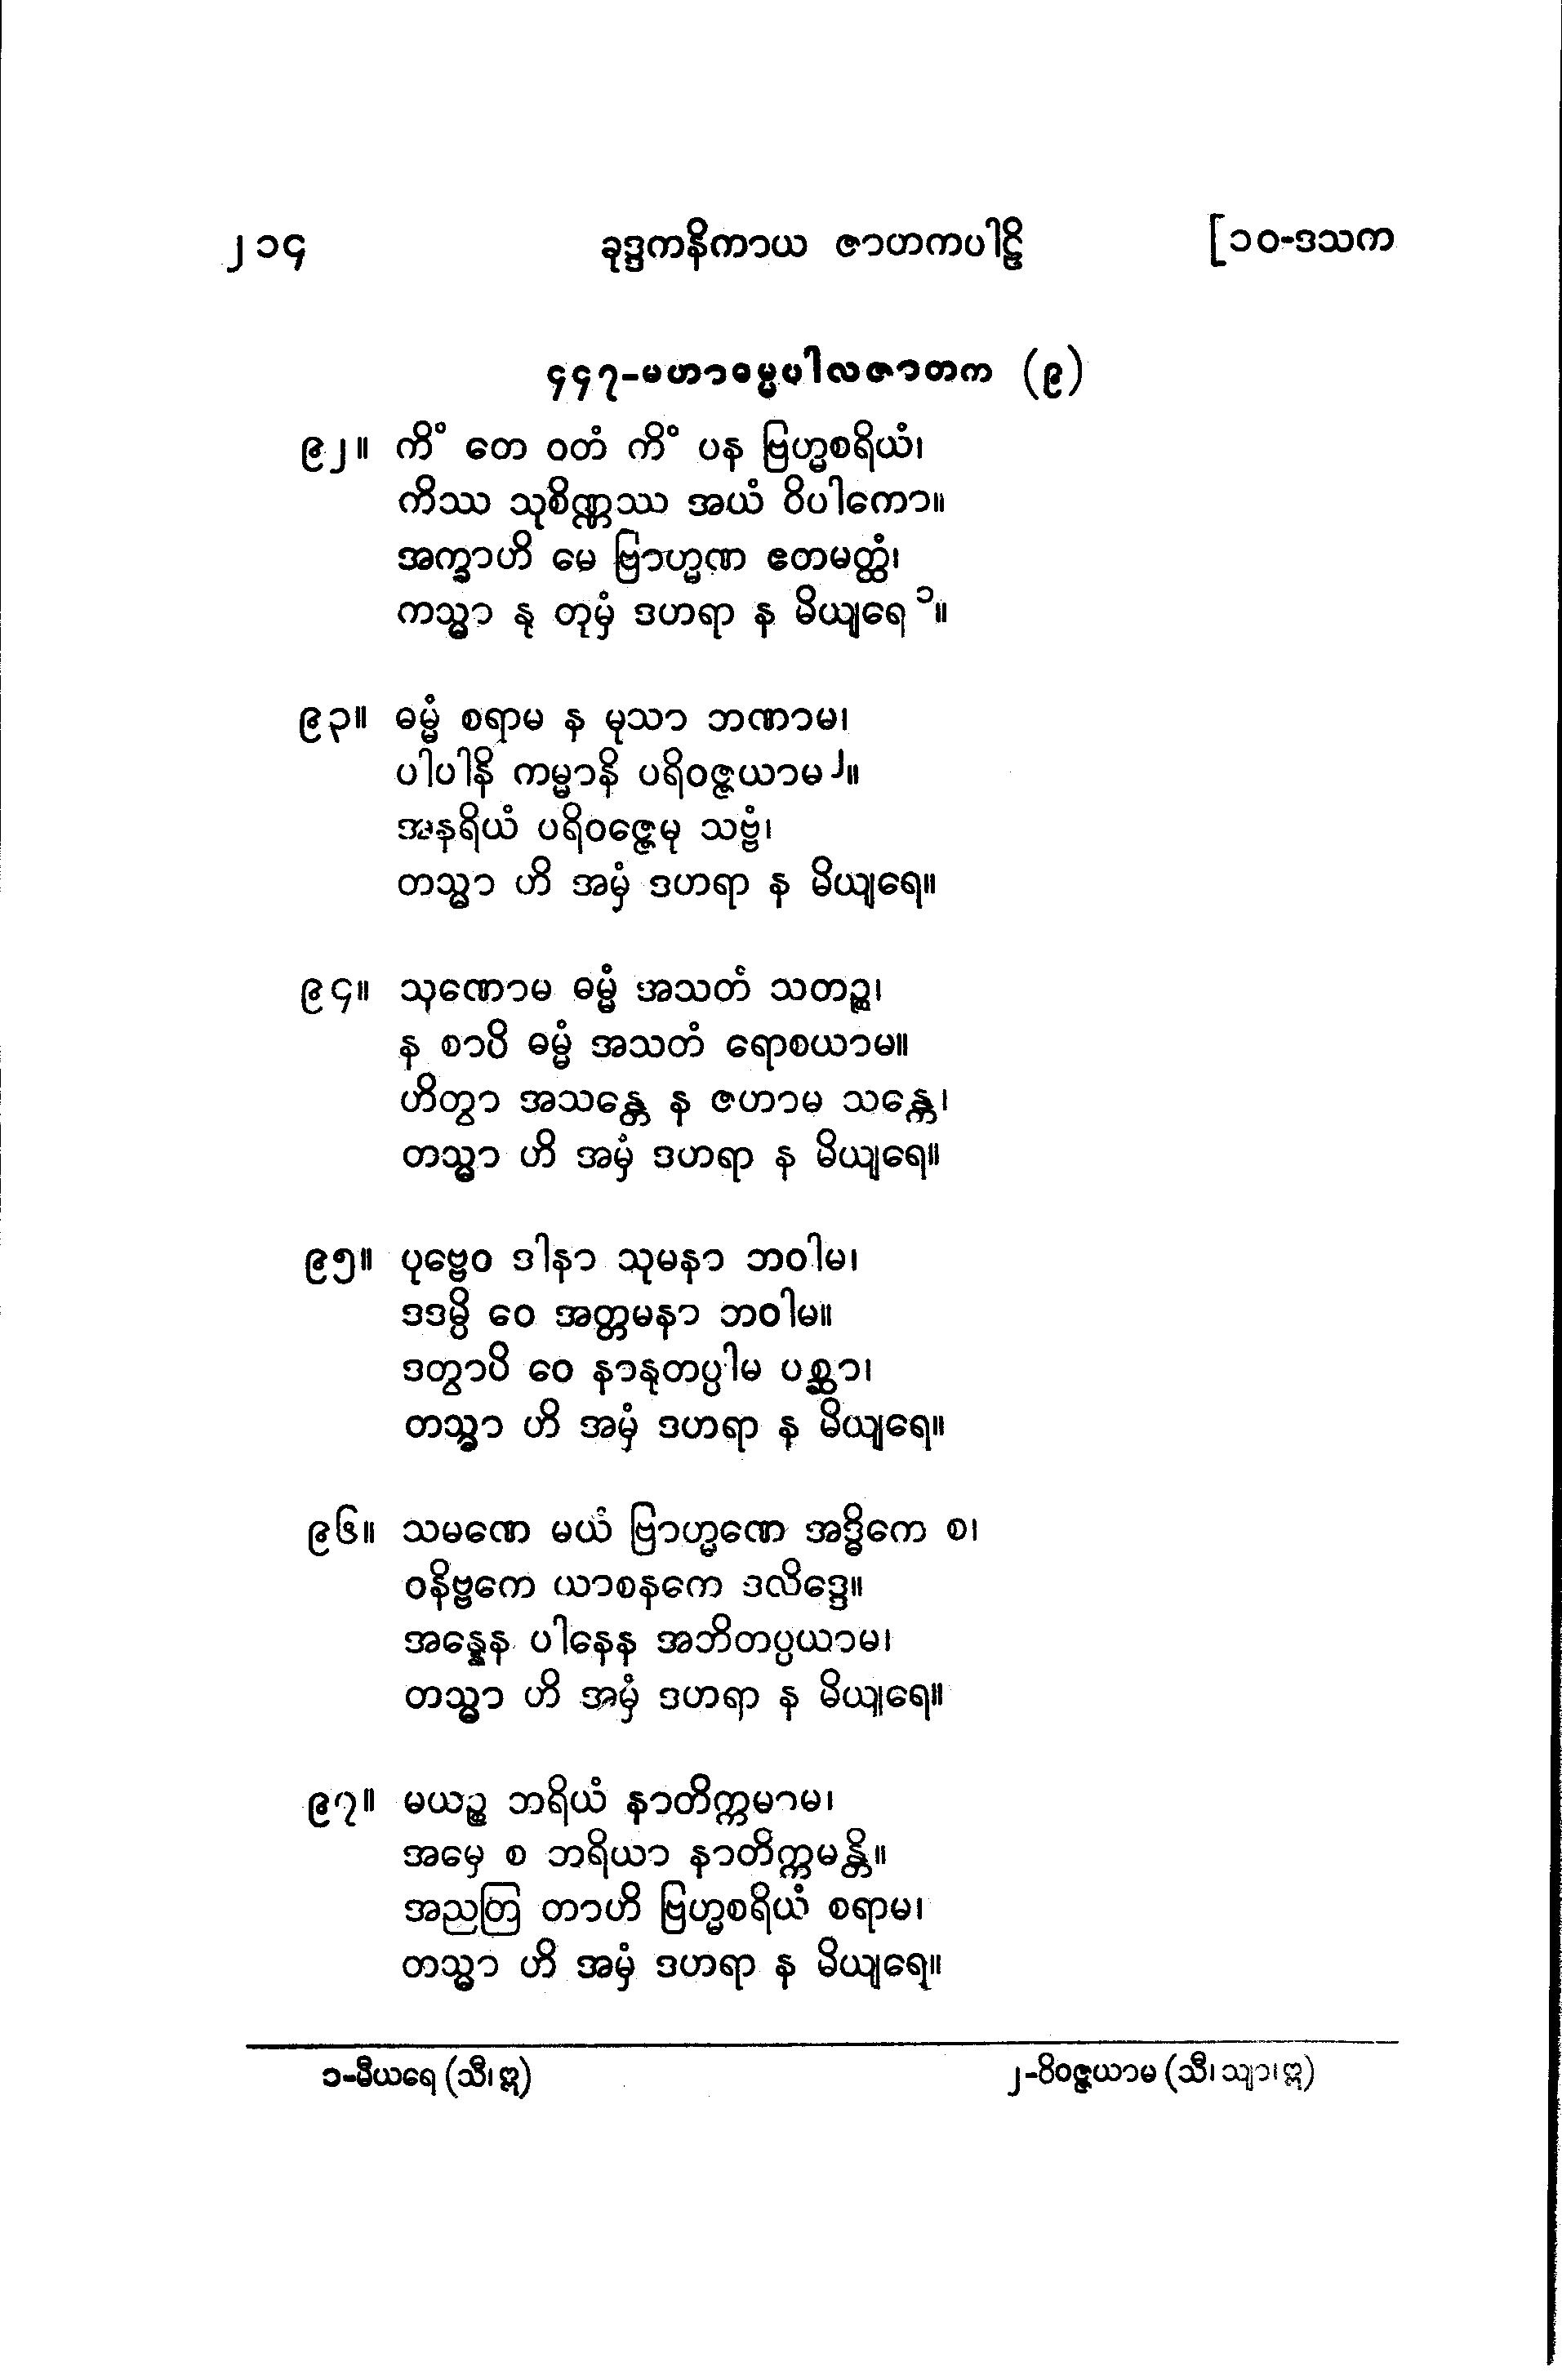 ၂၁၄ ခုဒ္ဒကနိကာယ ဇာတကပါဠိ [၁၀-ဒသက
၄၄၇-မဟာဓမ္မပါလဇာတက (၉)
၉၂။ ကိံ တေ ဝတံ ကိံ ပန ဗြဟ္မစရိယံ၊
ကိဿ သုစိဏ္ဏဿ အယံ ဝိပါကော။
အက္ခာဟိ မေ ဗြာဟ္မဏ ဧတမတ္ထံ၊
ကသ္မာ နု တုမှံ ဒဟရာ န မိယျရေ ၁။
၉၃။ ဓမ္မံ စရာမ န မုသာ ဘဏာမ၊
ပါပါနိ ကမ္မာနိ ပရိဝဇ္ဇယာမ ၂။
အနရိယံ ပရိဝဇ္ဇေမု သဗ္ဗံ၊
တသ္မာ ဟိ အမှံ ဒဟရာ န မိယျရေ။
၉၄။ သုဏောမ ဓမ္မံ အသတံ သတဉ္စ၊
န စာပိ ဓမ္မံ အသတံ ရောစယာမ။
ဟိတွာ အသန္တေ န ဇဟာမ သန္တေ၊
တသ္မာ ဟိ အမှံ ဒဟရာ န မိယျရေ။
၉၅။ ပုဗ္ဗေဝ ဒါနာ သုမနာ ဘဝါမ၊
ဒဒမ္ပိ ဝေ အတ္တမနာ ဘဝါမ။
ဒတွာပိ ဝေ နာနုတပ္ပါမ ပစ္ဆာ၊
တသ္မာ ဟိ အမှံ ဒဟရာ န မိယျရေ။
၉၆။ သမဏေ မယံ ဗြာဟ္မဏေ အဒ္ဓိကေ စ၊
ဝနိဗ္ဗကေ ယာစနကေ ဒလိဒ္ဒေ။
အန္နေန ပါနေန အဘိတပ္ပယာမ၊
တသ္မာ ဟိ အမှံ ဒဟရာ န မိယျရေ။
၉၇။ မယဉ္စ ဘရိယံ နာတိက္ကမာမ၊
အမှေ စ ဘရိယာ နာတိက္ကမန္တိ။
အညတြ တာဟိ ဗြဟ္မစရိယံ စရာမ၊
တသ္မာ ဟိ အမှံ ဒဟရာ န မိယျရေ။
၁-မီယရေ (သီ၊ ဣ) ၂-ဝိဝဇ္ဇယာမ (သီ၊ သျာ၊ ဣ)